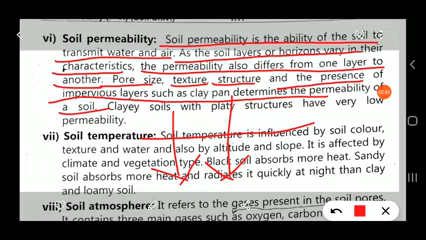 vi) Soil permeability: Soil permeability is the ability of the soil to
transmit water and air. As the soil layers or horizons vary in their
characteristics, the permeability also differs from one layer to
another. Pore size, texture, structure and the presence of
impervious layers such as clay pan determines the permeability of
a soil. Clayey soils with platy structures have very low
permeability.
vii) Soil temperature: Soil temperature is influenced by soil colour,
texture and water and also by altitude and slope. It is affected by
climate and vegetation type. Black soil absorbs more heat. Sandy
soil absorbs more heat and radiates it quickly at night than clay
and loamy soil.
viii) Soil atmosphere: It refers to the gases present in the soil pores.
It contains three main gases such as oxygen, carbon